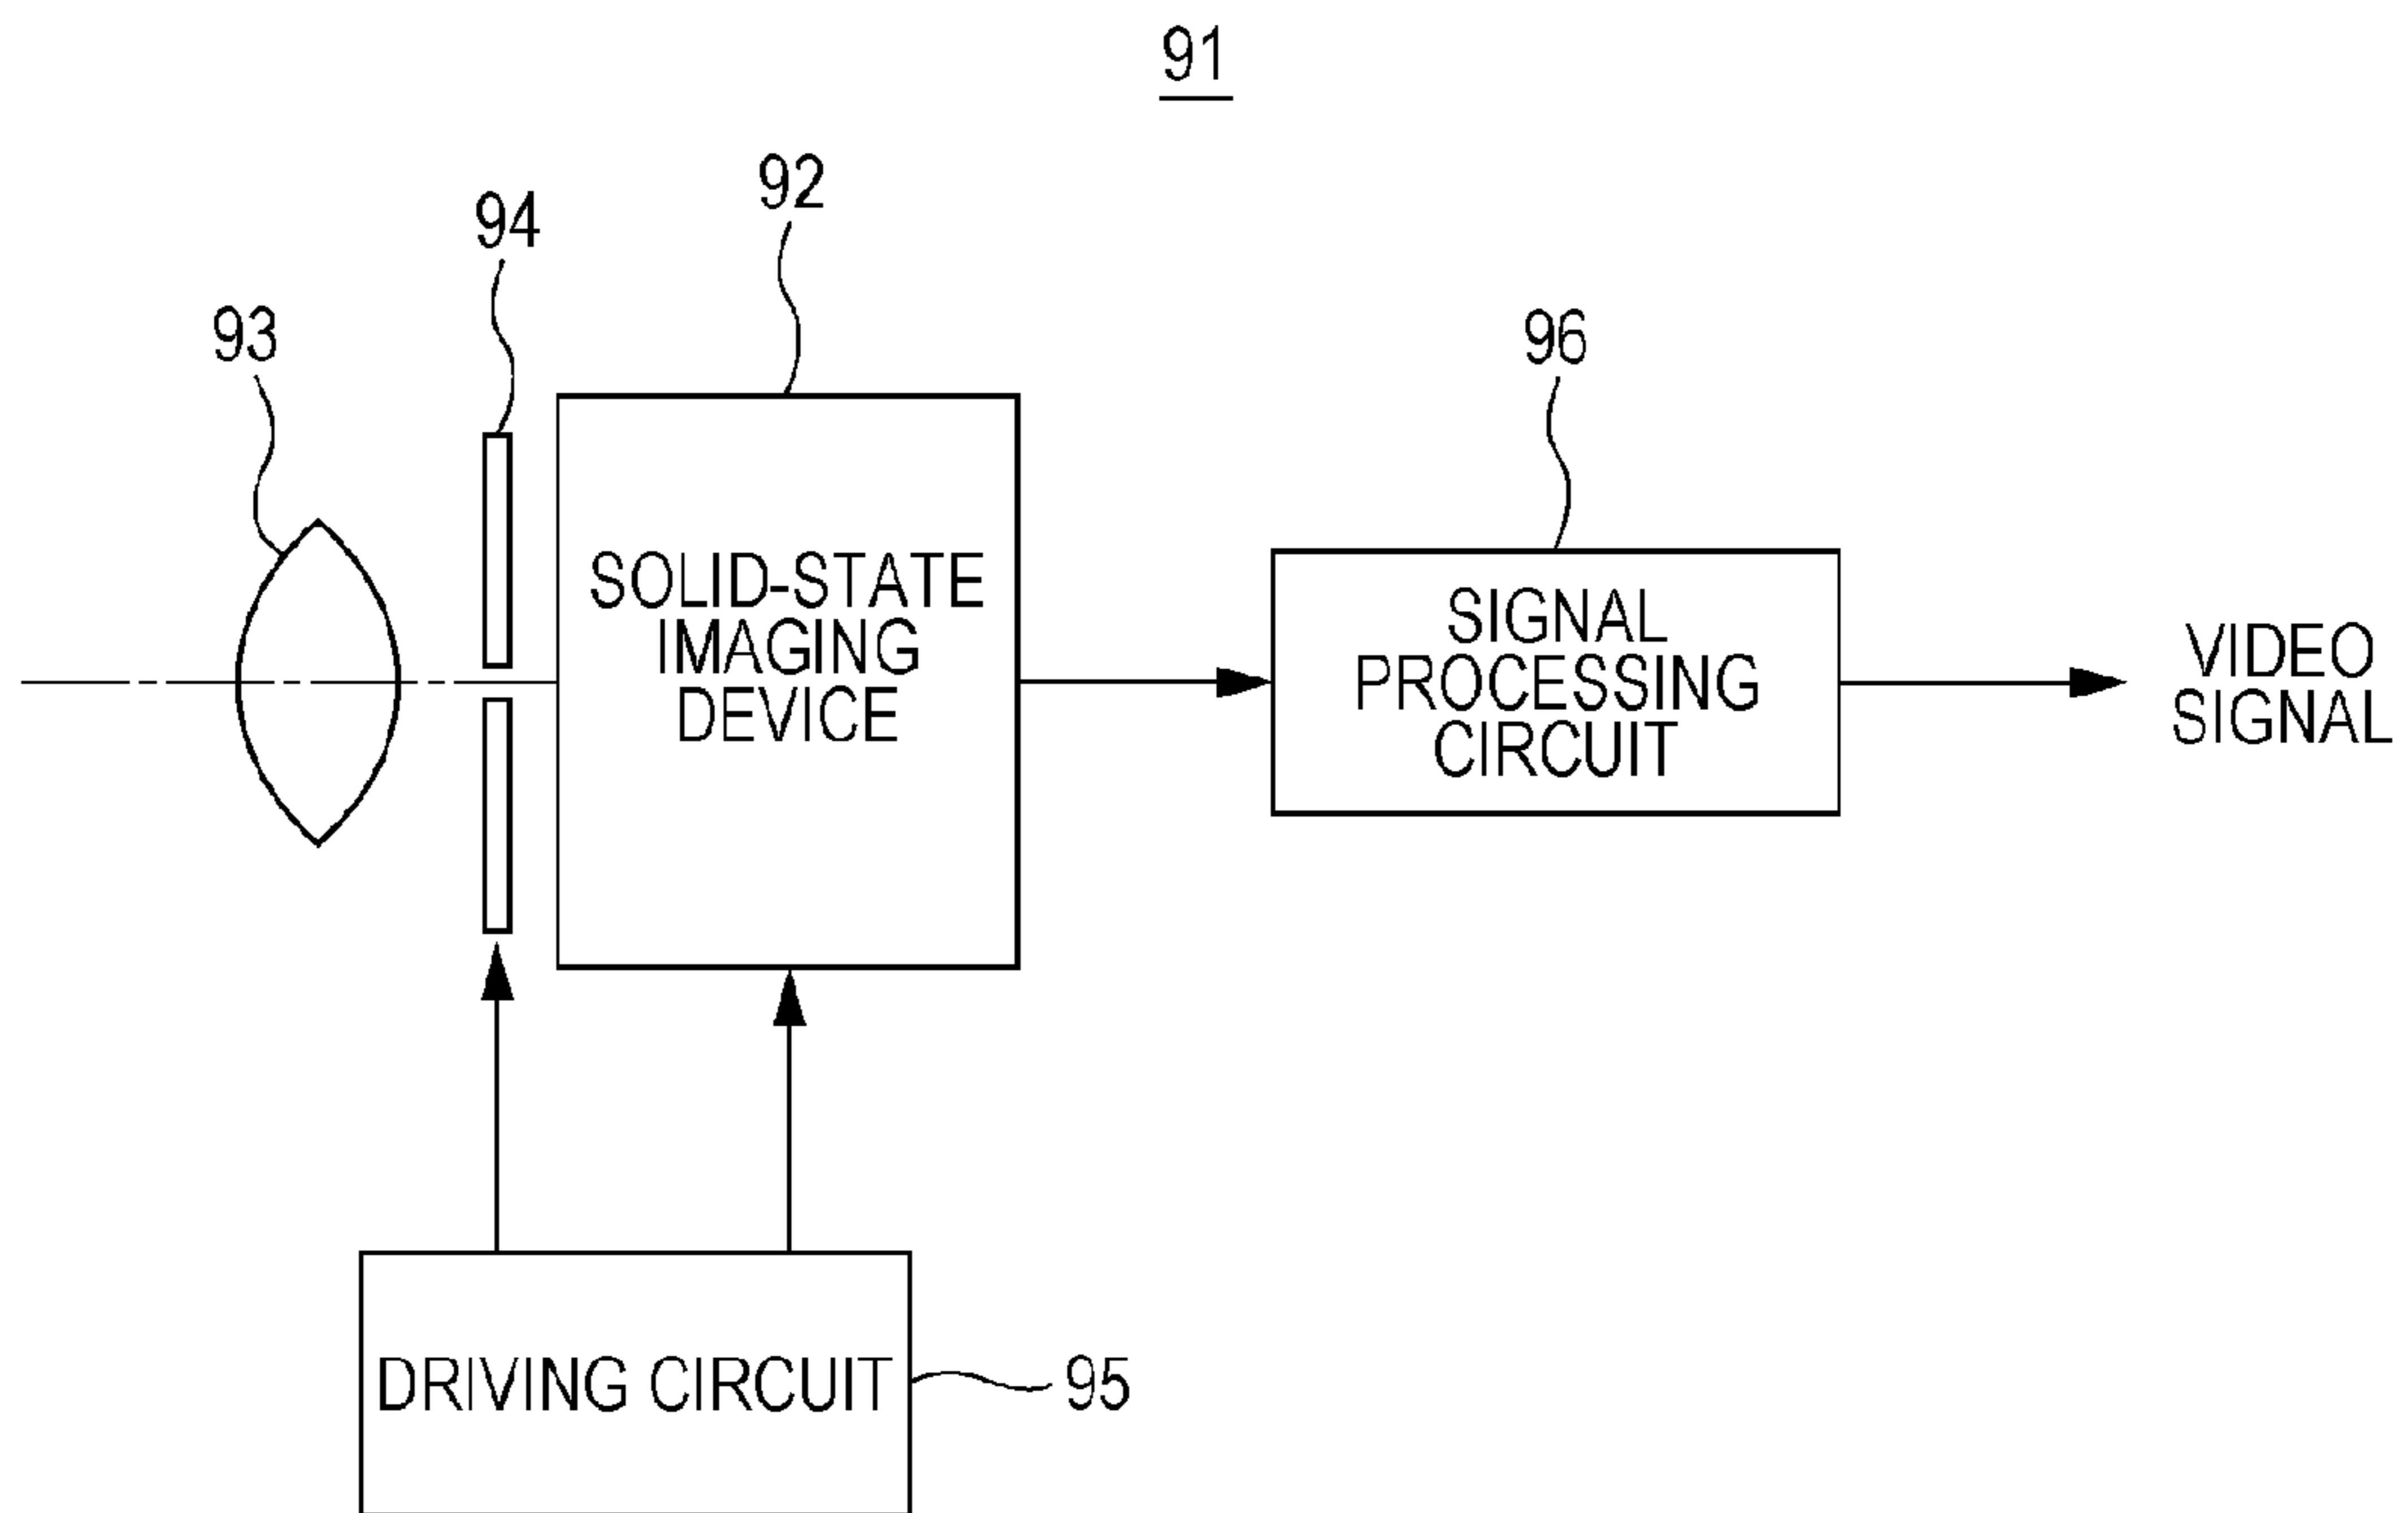 91
92
94
93
96
SOLID-STATE
IMAGING
DEVICE
SIGNAL
PROCESSING
CIRCUIT
VIDEO
SIGNAL
DRIVING CIRCUIT
95